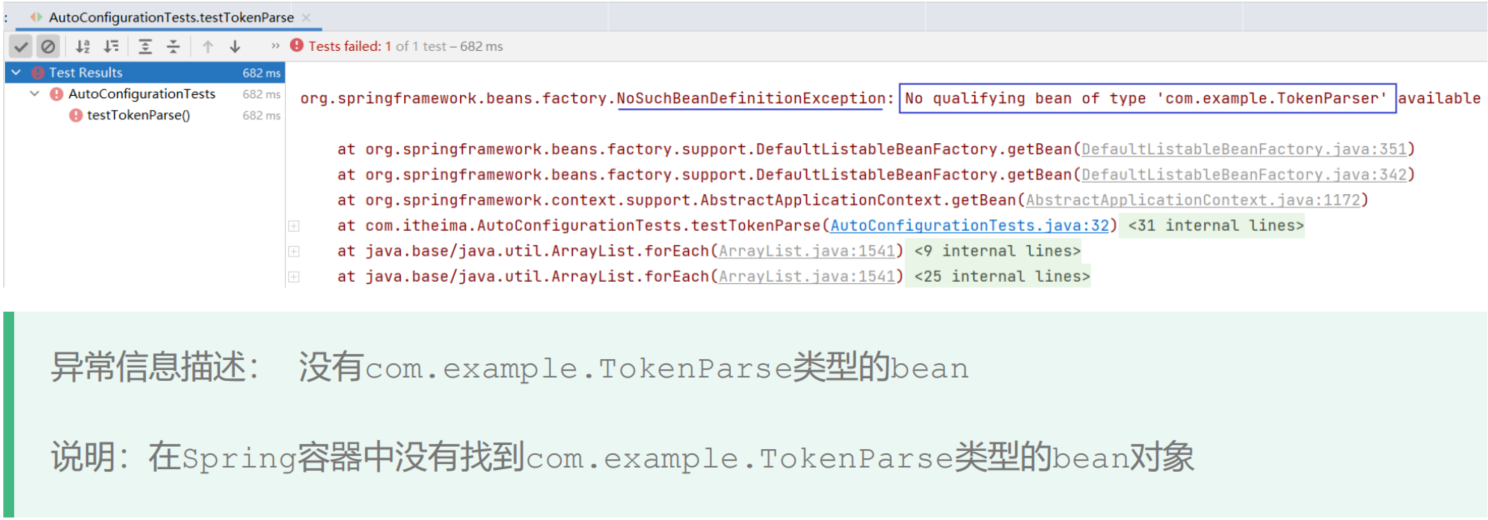 : AutoConfigurationTests.testTokenParse ×
Tests failed: 1 of 1 test – 682 ms
Test Results 682 ms
AutoConfigurationTests 682 ms
testTokenParse() 682 ms
org.springframework.beans.factory.NoSuchBeanDefinitionException: No qualifying bean of type 'com.example.TokenParser' available
at org.springframework.beans.factory.support.DefaultListableBeanFactory.getBean(DefaultListableBeanFactory.java:351)
at org.springframework.beans.factory.support.DefaultListableBeanFactory.getBean(DefaultListableBeanFactory.java:342)
at org.springframework.context.support.AbstractApplicationContext.getBean(AbstractApplicationContext.java:1172)
at com.itheima.AutoConfigurationTests.testTokenParse(AutoConfigurationTests.java:32) <31 internal lines>
at java.base/java.util.ArrayList.forEach(ArrayList.java:1541) <9 internal lines>
at java.base/java.util.ArrayList.forEach(ArrayList.java:1541) <25 internal lines>
异常信息描述： 没有com.example.TokenParse类型的bean
说明：在Spring容器中没有找到com.example.TokenParse类型的bean对象